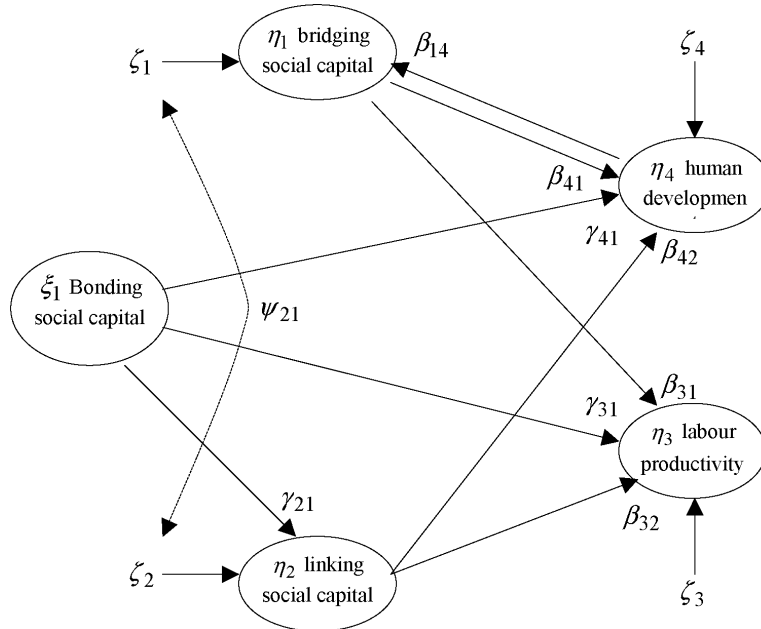 η₁ bridging
social capital
β₁₄
ζ₁
ζ₄
β₄₁
η₄ human
developmen
γ₄₁
β₄₂
ξ₁ Bonding
social capital
ψ₂₁
β₃₁
γ₃₁
η₃ labour
productivity
γ₂₁
β₃₂
ζ₂
η₂ linking
social capital
ζ₃